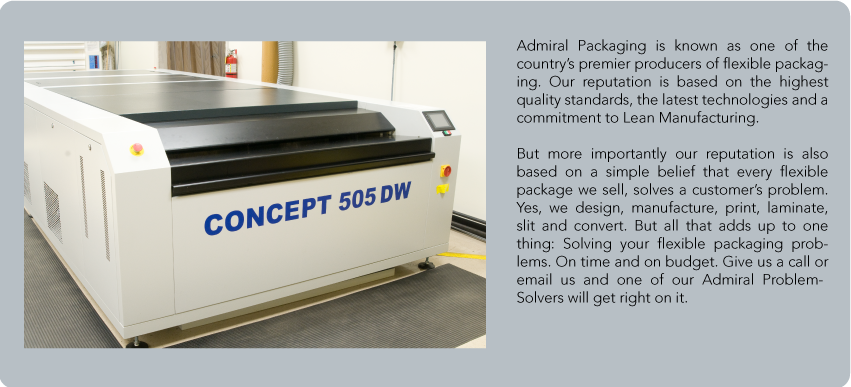 CONCEPT 505 DW
Admiral Packaging is known as one of the
country's premier producers of flexible packag-
ing. Our reputation is based on the highest
quality standards, the latest technologies and a
commitment to Lean Manufacturing.
But more importantly our reputation is also
based on a simple belief that every flexible
package we sell, solves a customer's problem.
Yes, we design, manufacture, print, laminate,
slit and convert. But all that adds up to one
thing: Solving your flexible packaging prob-
lems. On time and on budget. Give us a call or
email us and one of our Admiral Problem-
Solvers will get right on it.